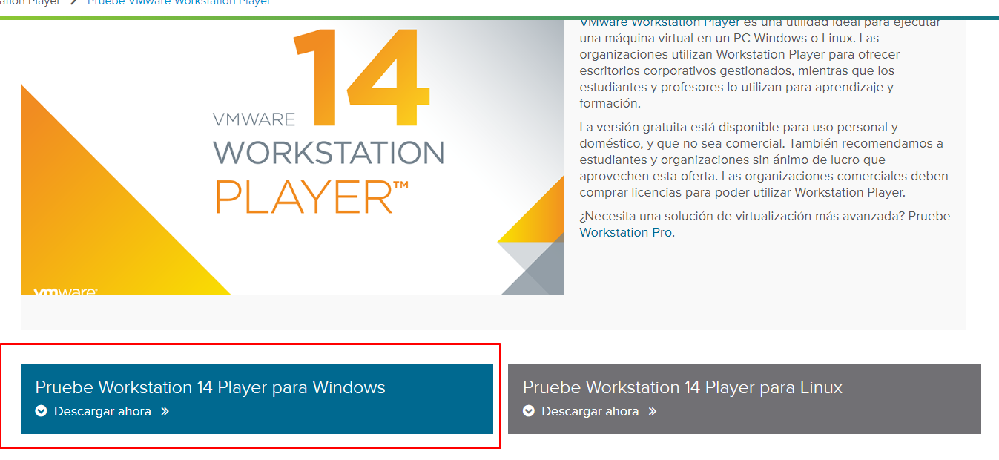 ation Player > Pruebe VMware Workstation Player
14
VMWARE
WORKSTATION
PLAYER™
vmware®
VMware Workstation Player es una utilidad ideal para ejecutar
una máquina virtual en un PC Windows o Linux. Las
organizaciones utilizan Workstation Player para ofrecer
escritorios corporativos gestionados, mientras que los
estudiantes y profesores lo utilizan para aprendizaje y
formación.
La versión gratuita está disponible para uso personal y
doméstico, y que no sea comercial. También recomendamos a
estudiantes y organizaciones sin ánimo de lucro que
aprovechen esta oferta. Las organizaciones comerciales deben
comprar licencias para poder utilizar Workstation Player.
¿Necesita una solución de virtualización más avanzada? Pruebe
Workstation Pro.
Pruebe Workstation 14 Player para Windows
Descargar ahora »
Pruebe Workstation 14 Player para Linux
Descargar ahora »